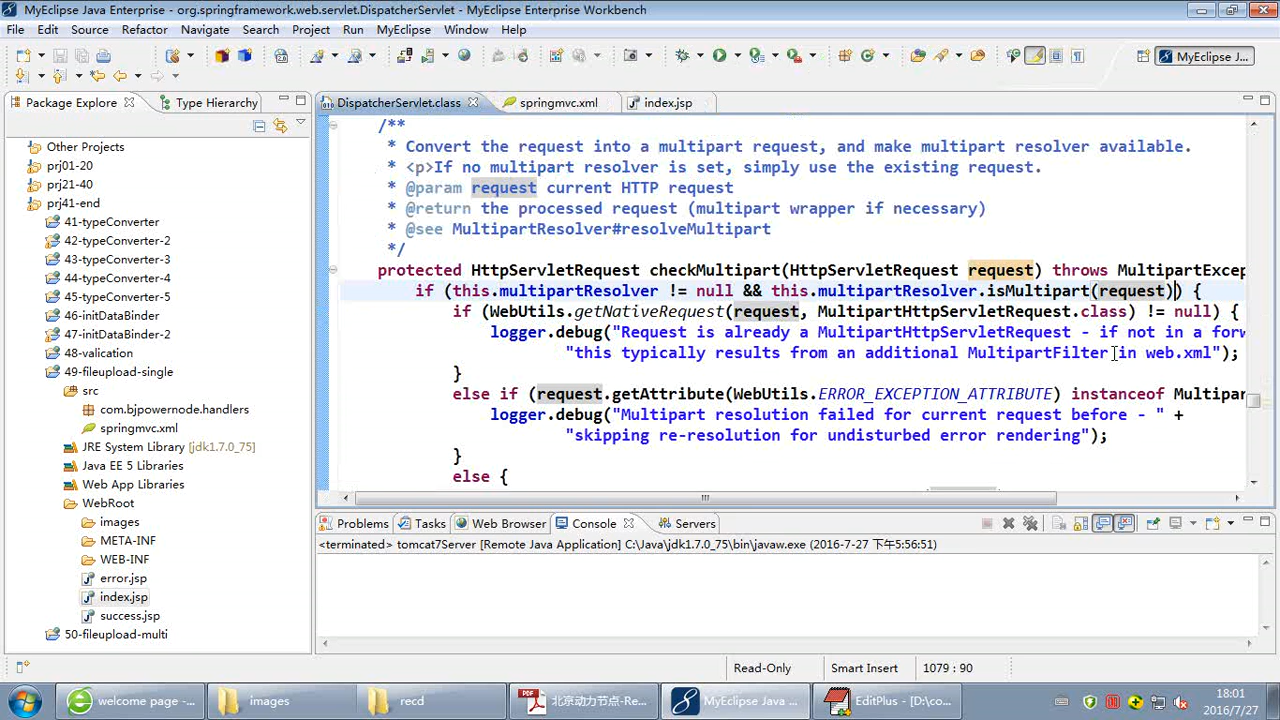 MyEclipse Java Enterprise - org.springframework.web.servlet.DispatcherServlet - MyEclipse Enterprise Workbench
File Edit Source Refactor Navigate Search Project Run MyEclipse Window Help
MyEclipse J...
Package Explore
Type Hierarchy
DispatcherServlet.class
springmvc.xml
index.jsp
Other Projects
prj01-20
prj21-40
prj41-end
41-typeConverter
42-typeConverter-2
43-typeConverter-3
44-typeConverter-4
45-typeConverter-5
46-initDataBinder
47-initDataBinder-2
48-valication
49-fileupload-single
src
com.bjpowernode.handlers
springmvc.xml
JRE System Library [jdk1.7.0_75]
Java EE 5 Libraries
Web App Libraries
WebRoot
images
META-INF
WEB-INF
error.jsp
index.jsp
success.jsp
50-fileupload-multi
/**
* Convert the request into a multipart request, and make multipart resolver available.
* <p>If no multipart resolver is set, simply use the existing request.
* @param request current HTTP request
* @return the processed request (multipart wrapper if necessary)
* @see MultipartResolver#resolveMultipart
*/
protected HttpServletRequest checkMultipart(HttpServletRequest request) throws MultipartExcep
if (this.multipartResolver != null && this.multipartResolver.isMultipart(request)) {
if (WebUtils.getNativeRequest(request, MultipartHttpServletRequest.class) != null) {
logger.debug("Request is already a MultipartHttpServletRequest - if not in a forw
"this typically results from an additional MultipartFilter in web.xml");
}
else if (request.getAttribute(WebUtils.ERROR_EXCEPTION_ATTRIBUTE) instanceof Multipar
logger.debug("Multipart resolution failed for current request before - " +
"skipping re-resolution for undisturbed error rendering");
}
else {
Problems Tasks Web Browser Console Servers
<terminated> tomcat7Server [Remote Java Application] C:\Java\jdk1.7.0_75\bin\javaw.exe (2016-7-27 下午5:56:51)
Read-Only Smart Insert 1079 : 90
welcome page -...
images
recd
北京动力节点-Re...
MyEclipse Java ...
EditPlus - [D:\co...
18:01
2016/7/27